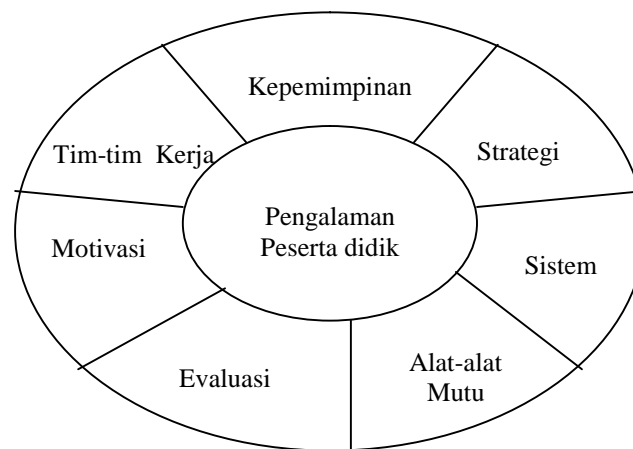 Kepemimpinan
Tim-tim Kerja
Strategi
Pengalaman
Peserta didik
Motivasi
Sistem
Evaluasi
Alat-alat
Mutu